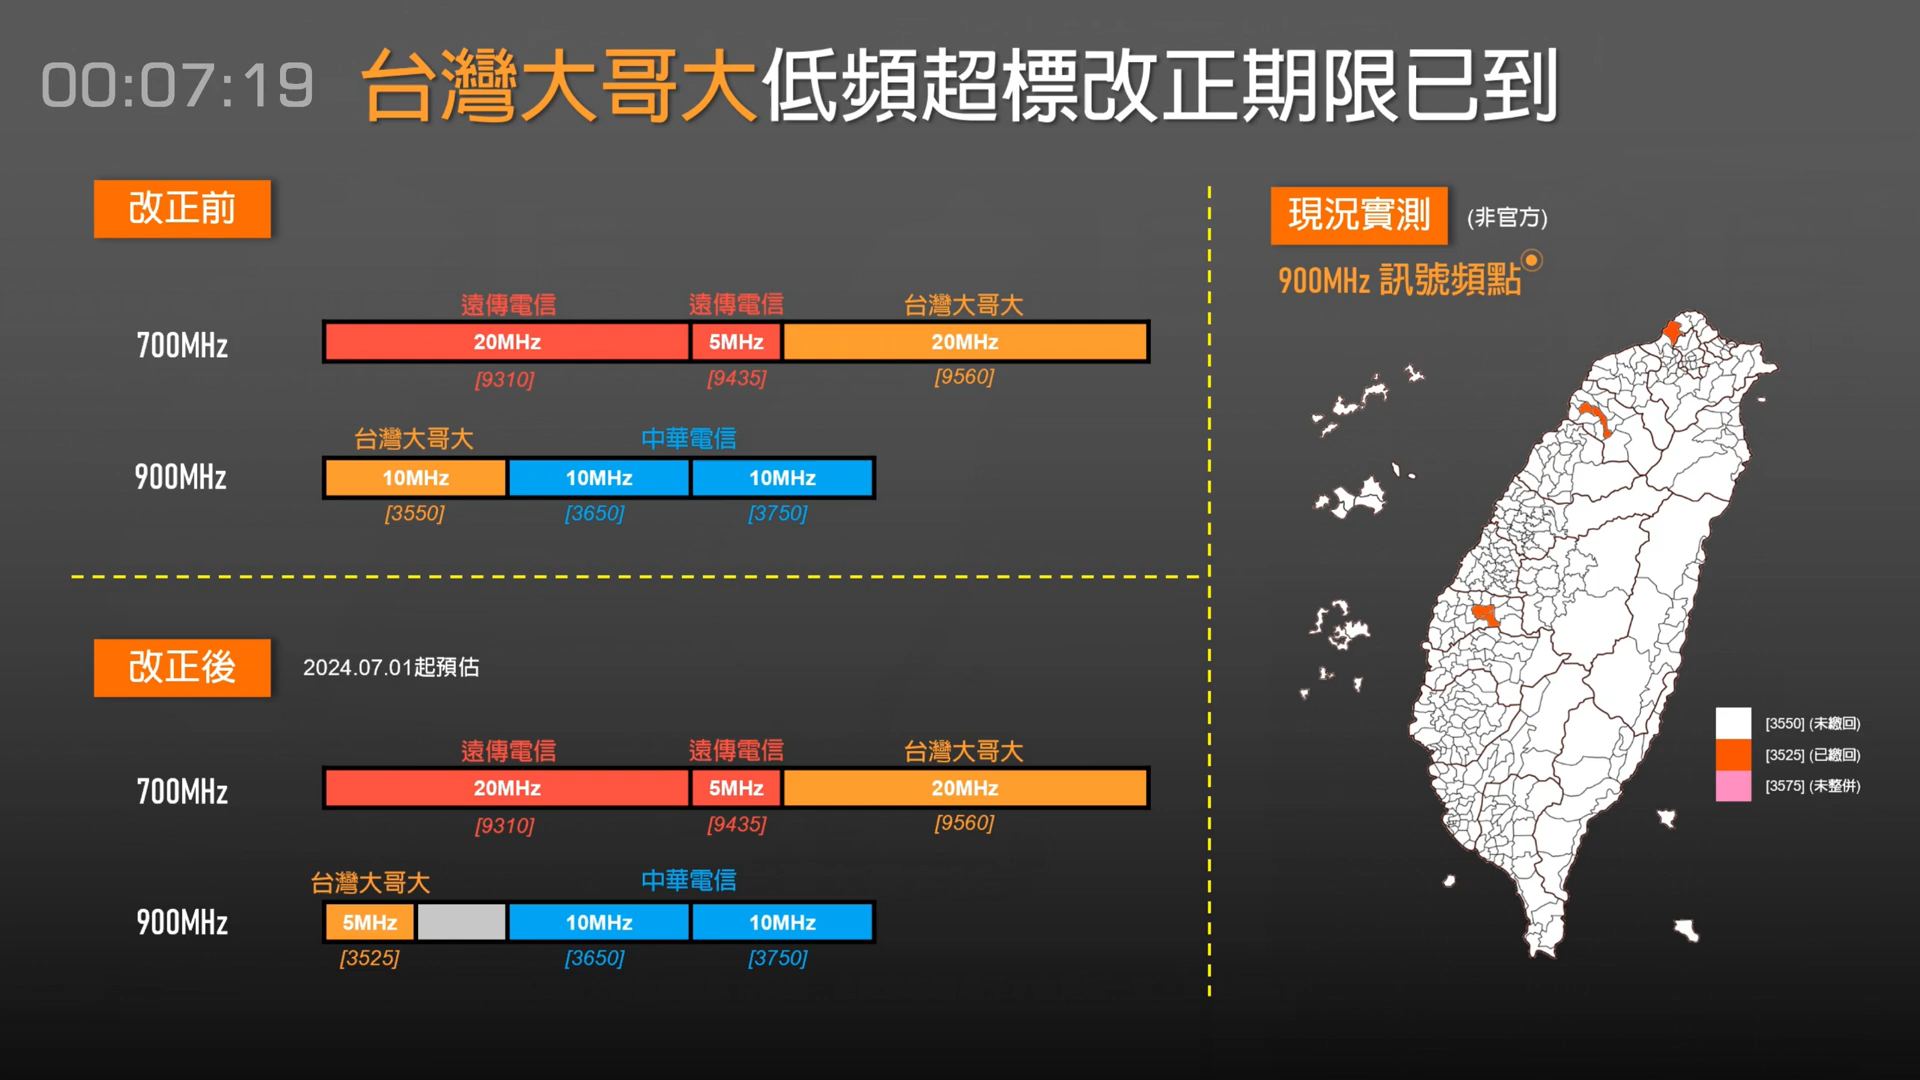 00:07:19
台灣大哥大低頻超標改正期限已到
改正前
遠傳電信 遠傳電信 台灣大哥大
700MHz 20MHz 5MHz 20MHz
[9310] [9435] [9560]
台灣大哥大 中華電信
900MHz 10MHz 10MHz 10MHz
[3550] [3650] [3750]
改正後 2024.07.01起預估
遠傳電信 遠傳電信 台灣大哥大
700MHz 20MHz 5MHz 20MHz
[9310] [9435] [9560]
台灣大哥大 中華電信
900MHz 5MHz 10MHz 10MHz
[3525] [3650] [3750]
現況實測 (非官方)
900MHz 訊號頻點
[3550] (未繳回)
[3525] (已繳回)
[3575] (未整併)